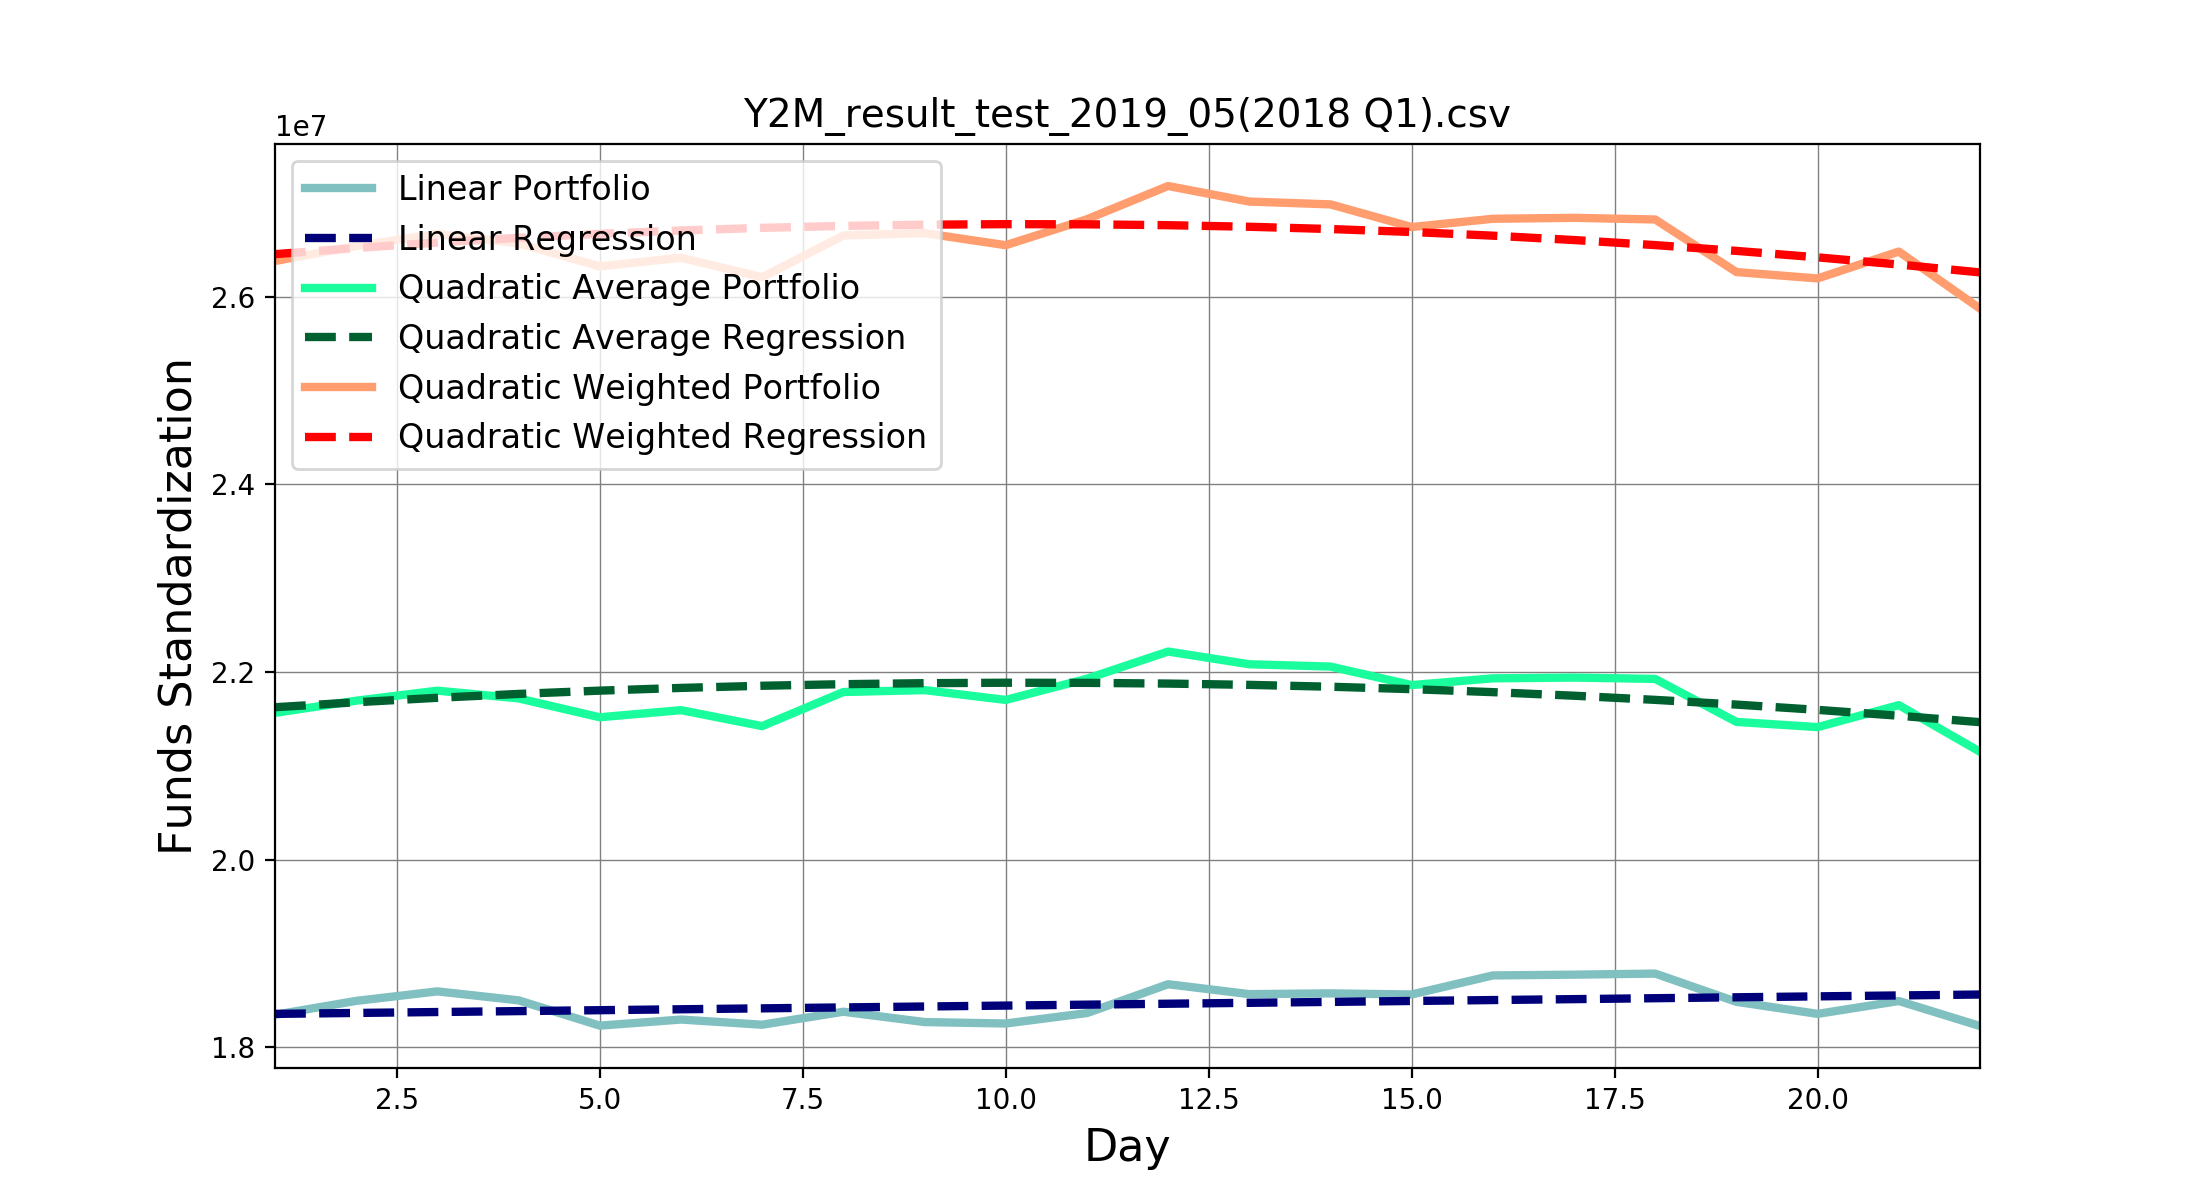 Y2M_result_test_2019_05(2018 Q1).csv
1e7
Linear Portfolio
Linear Regression
Quadratic Average Portfolio
Quadratic Average Regression
Quadratic Weighted Portfolio
Quadratic Weighted Regression
Funds Standardization
2.6
2.4
2.2
2.0
1.8
2.5 5.0 7.5 10.0 12.5 15.0 17.5 20.0
Day